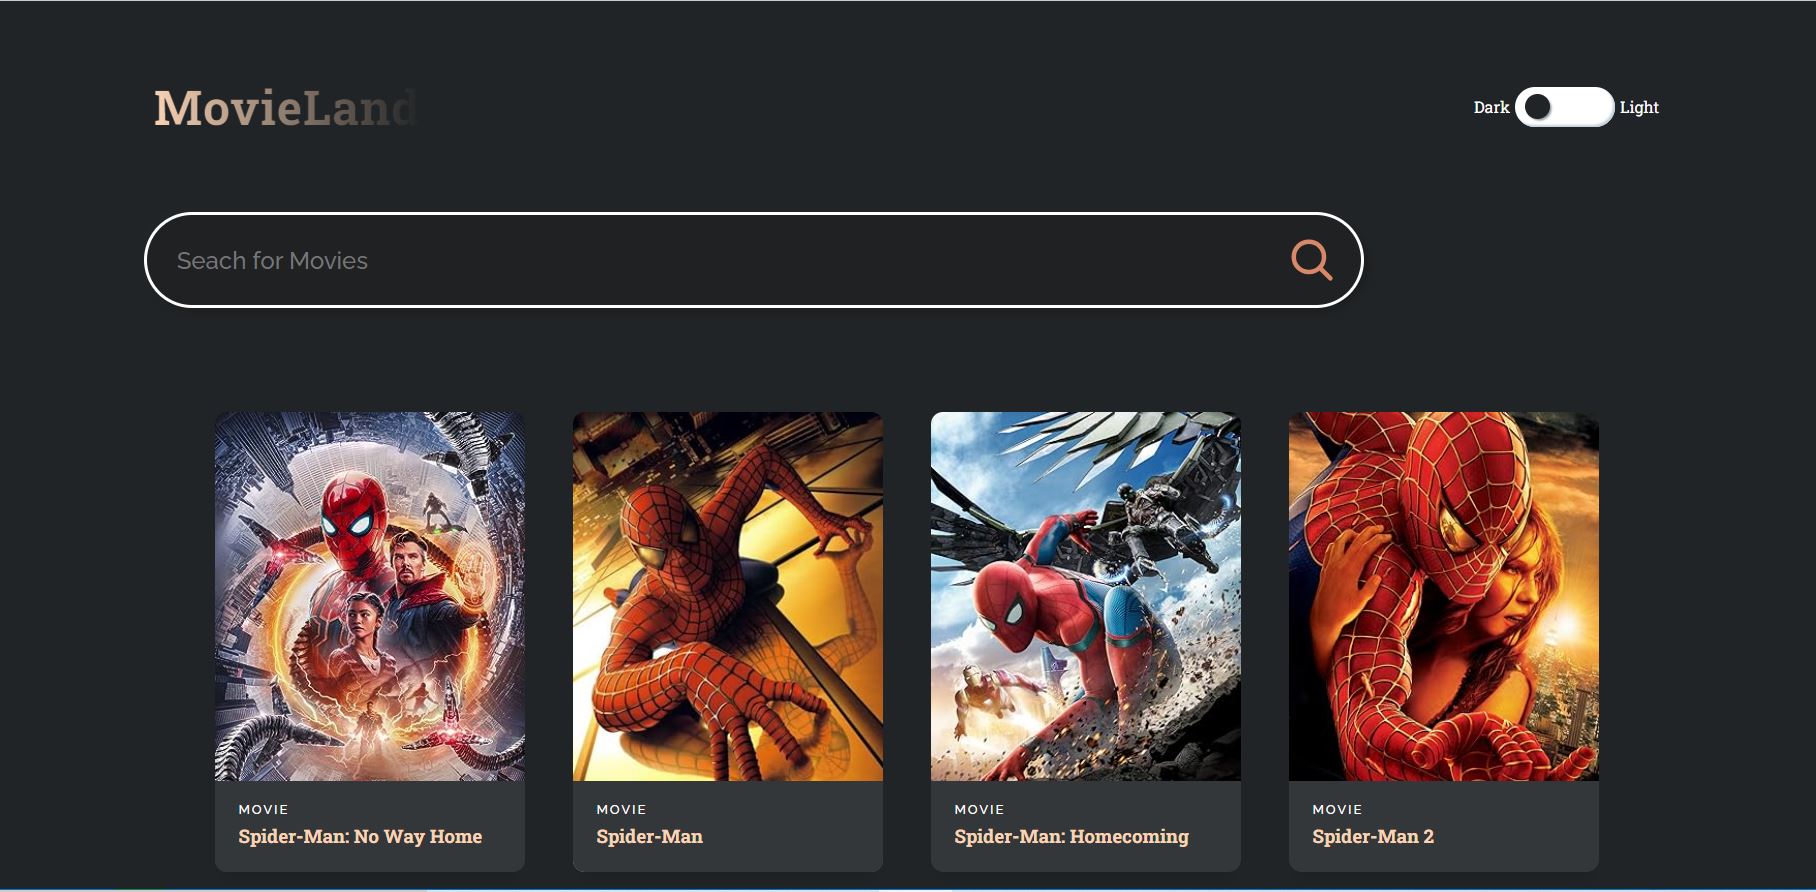 MovieLand
Dark Light
Seach for Movies
MOVIE
Spider-Man: No Way Home
MOVIE
Spider-Man
MOVIE
Spider-Man: Homecoming
MOVIE
Spider-Man 2